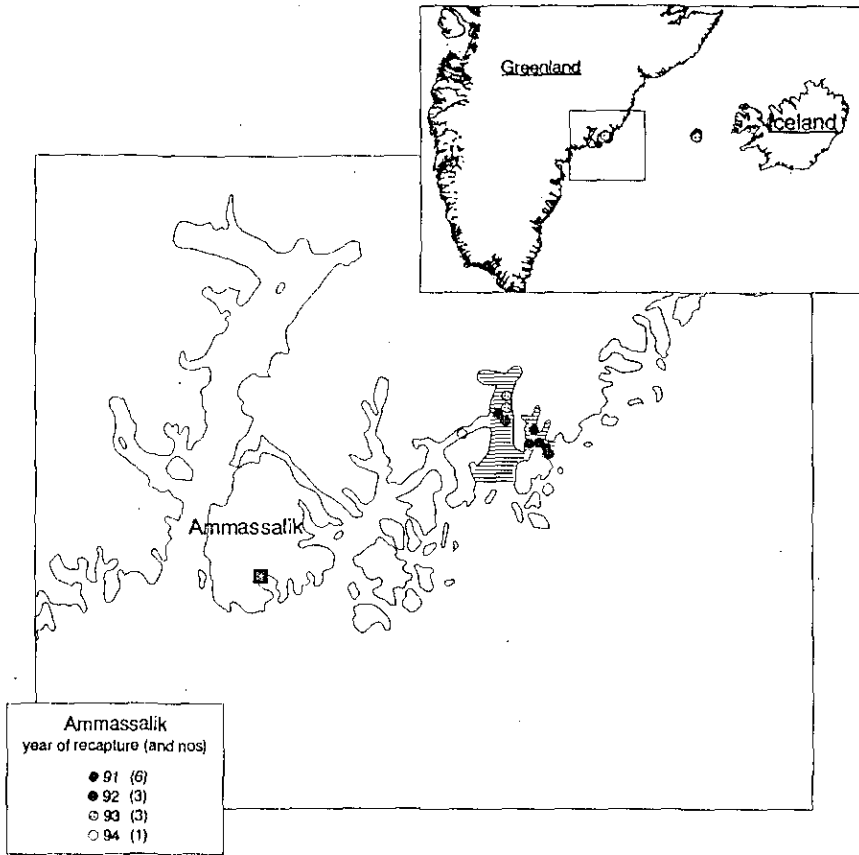 Greenland
Iceland
Ammassalik
Ammassalik
year of recapture (and nos)
91 (6)
92 (3)
93 (3)
94 (1)